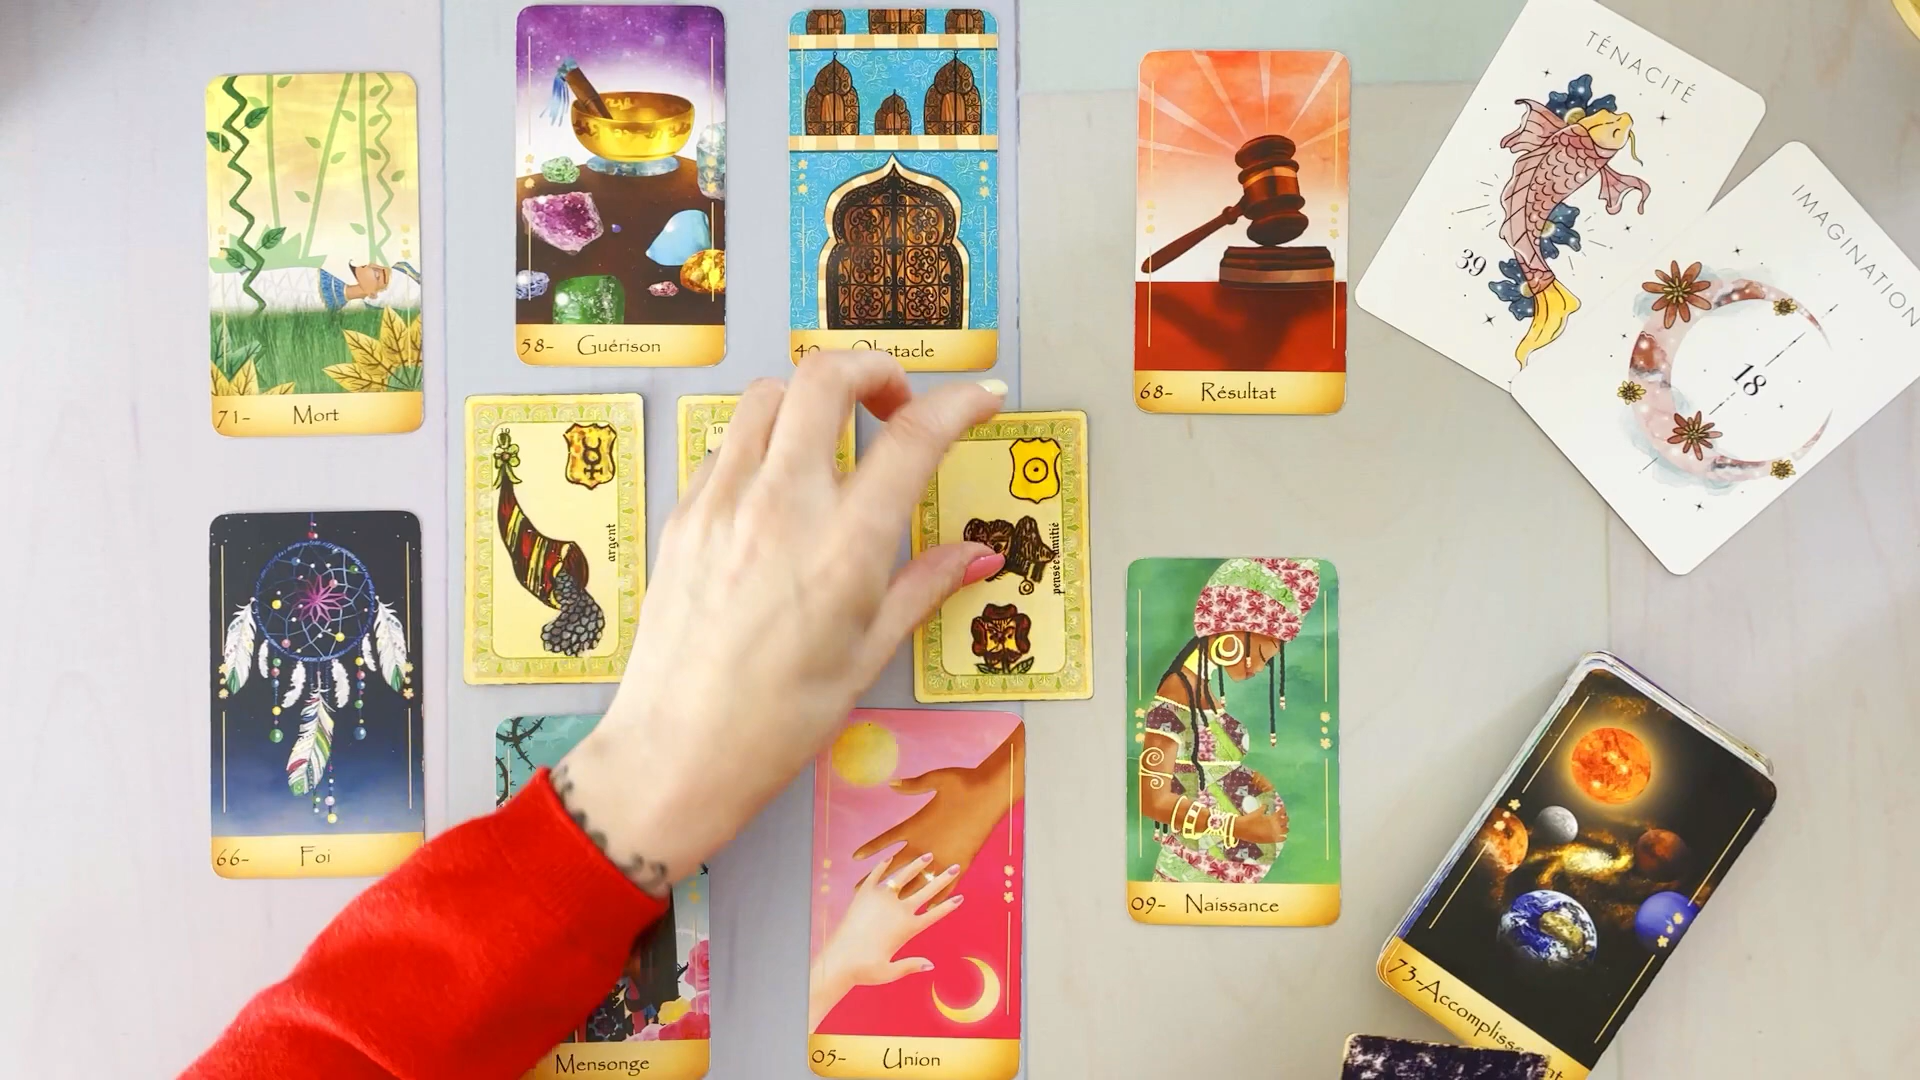 71- Mort
58- Guérison
Obstacle
68- Résultat
TÉNACITÉ
39
IMAGINATION
18
argent
10
pensée
66- Foi
Mensonge
05- Union
09- Naissance
73-Accomplisse